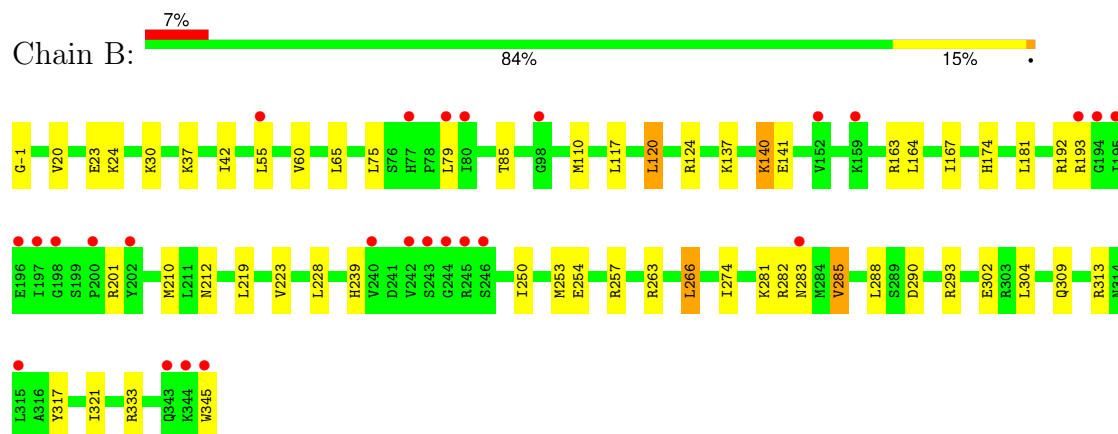 7%
Chain B:
84% 15% •
G-1 V20 E23 K24 K30 K37 I42 L55 V60 L65 L75 S76 H77 P78 L79 I80 T85 G98 M110 L117 L120 R124 K137 K140 E141 V152 K159 R163 L164 I167 H174 L181 R192 R193 G194 I195
E196 I197 G198 S199 P200 R201 Y202 M210 L211 N212 L219 V223 L228 H239 V240 D241 V242 S243 G244 R245 S246 I250 M253 E254 R257 R263 L266 I274 K281 R282 N283 M284 V285 L288 S289 D290 R293 E302 R303 L304 Q309 R313 N314
L315 A316 Y317 I321 R333 Q343 K344 W345